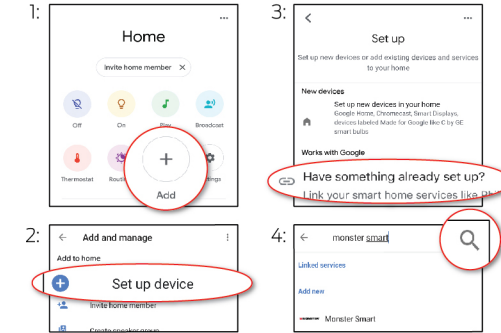 1:
Home
Invite home member ×
Off
On
Play
Broadcast
Thermostat
Add
2:
Add and manage
Add to home
Set up device
Invite home member
Create speaker group
3:
Set up
Set up new devices or add existing devices and services
to your home
New devices
Set up new devices in your home
Google Home, Chromecast, Smart Displays,
devices labeled Made for Google like C by GE
smart bulbs
Works with Google
Have something already set up?
Link your smart home services like
4:
monster smart
Linked services
Add new
Monster Smart